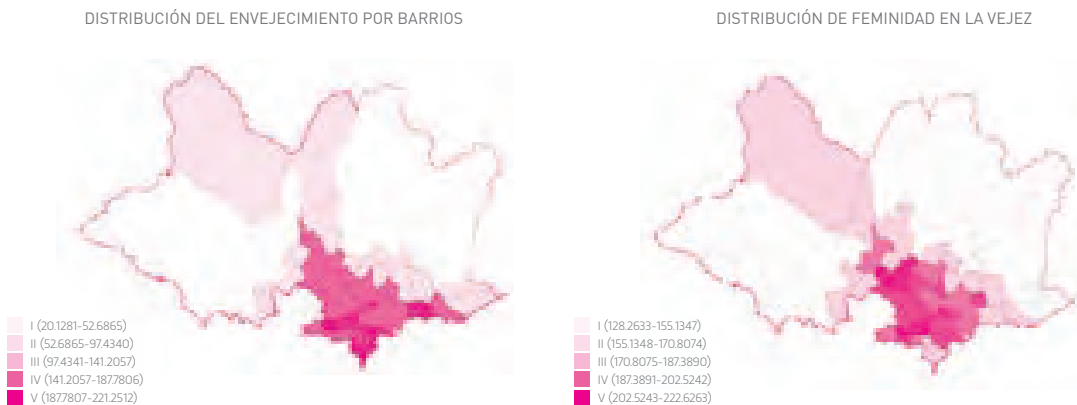 DISTRIBUCIÓN DEL ENVEJECIMIENTO POR BARRIOS
I (20.1281-52.6865)
II (52.6865-97.4340)
III (97.4341-141.2057)
IV (141.2057-187.7806)
V (187.7807-221.2512)
DISTRIBUCIÓN DE FEMINIDAD EN LA VEJEZ
I (128.2633-155.1347)
II (155.1348-170.8074)
III (170.8075-187.3890)
IV (187.3891-202.5242)
V (202.5243-222.6263)